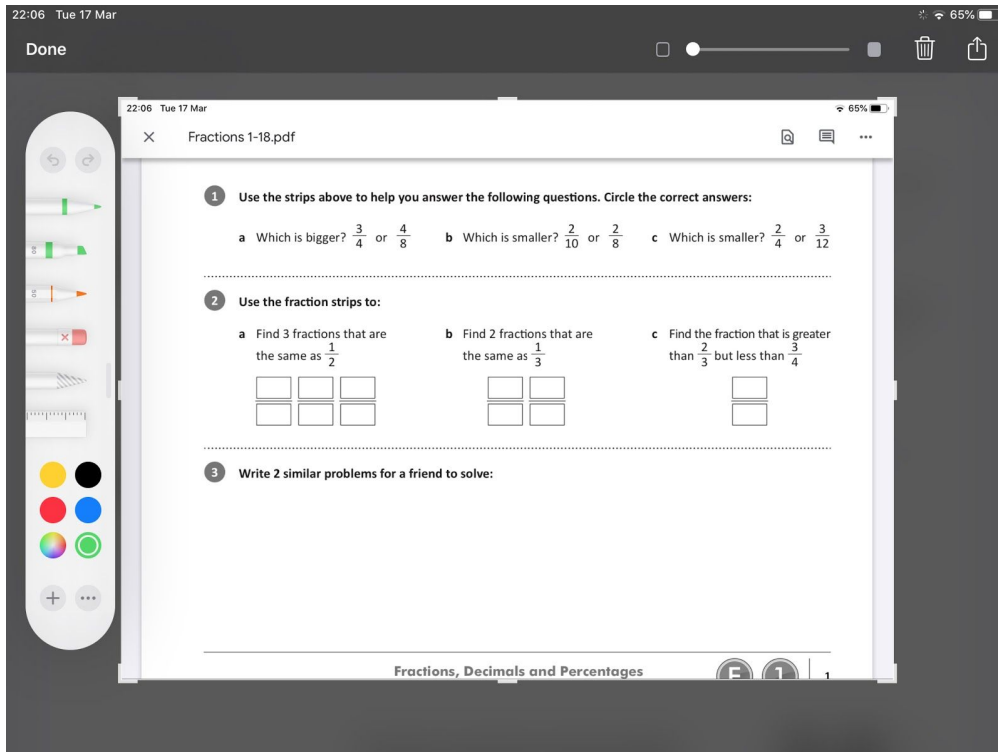 22:06 Tue 17 Mar 65%
Done
22:06 Tue 17 Mar 65%
Fractions 1-18.pdf
1 Use the strips above to help you answer the following questions. Circle the correct answers:
a Which is bigger? 3/4 or 4/8 b Which is smaller? 2/10 or 2/8 c Which is smaller? 2/4 or 3/12
2 Use the fraction strips to:
a Find 3 fractions that are
the same as 1/2
b Find 2 fractions that are
the same as 1/3
c Find the fraction that is greater
than 2/3 but less than 3/4
3 Write 2 similar problems for a friend to solve:
Fractions, Decimals and Percentages F 1 1
80
50